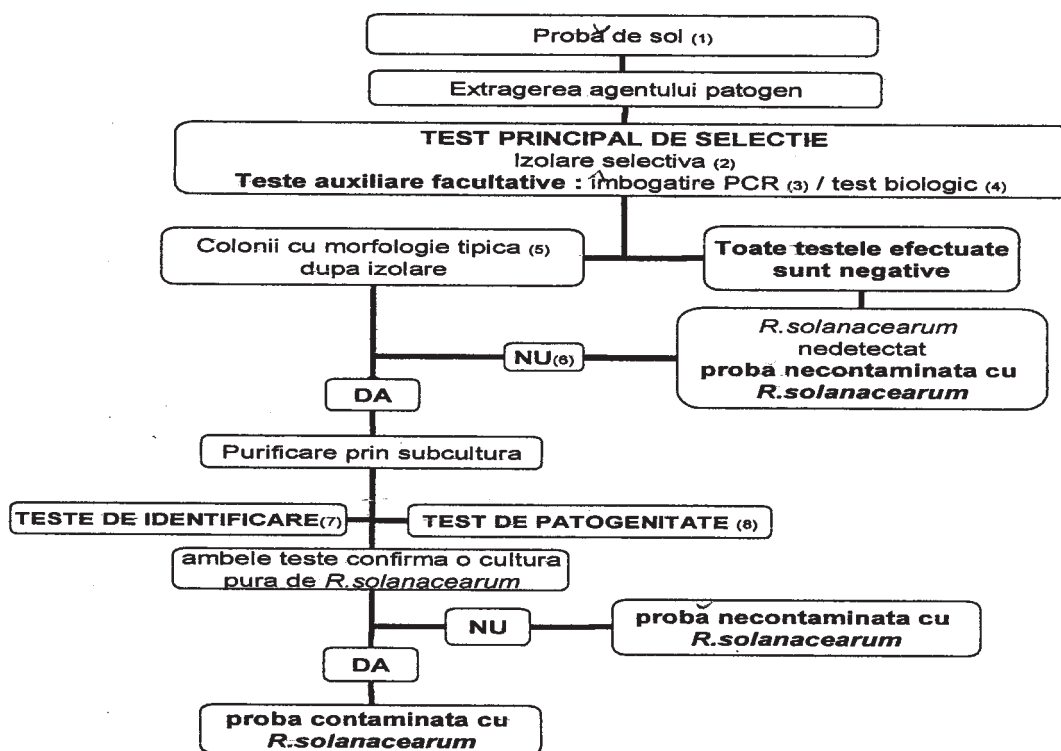 Probă de sol (1)
Extragerea agentului patogen
TEST PRINCIPAL DE SELECTIE
Izolare selectiva (2)
Teste auxiliare facultative : îmbogatire PCR (3) / test biologic (4)
Colonii cu morfologie tipica (5)
dupa izolare
Toate testele efectuate
sunt negative
R.solanacearum
nedetectat
probă necontaminata cu
R.solanacearum
NU(6)
DA
Purificare prin subcultura
TESTE DE IDENTIFICARE(7)
TEST DE PATOGENITATE (8)
ambele teste confirma o cultura
pura de R.solanacearum
NU
probă necontaminata cu
R.solanacearum
DA
proba contaminata cu
R.solanacearum